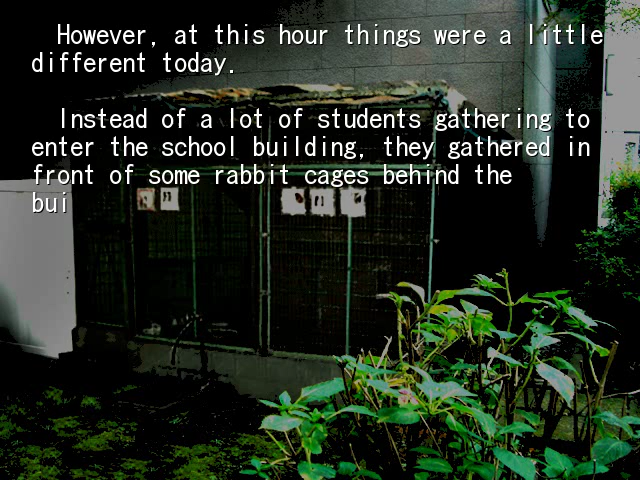 However, at this hour things were a little
different today.
Instead of a lot of students gathering to
enter the school building, they gathered in
front of some rabbit cages behind the
bui